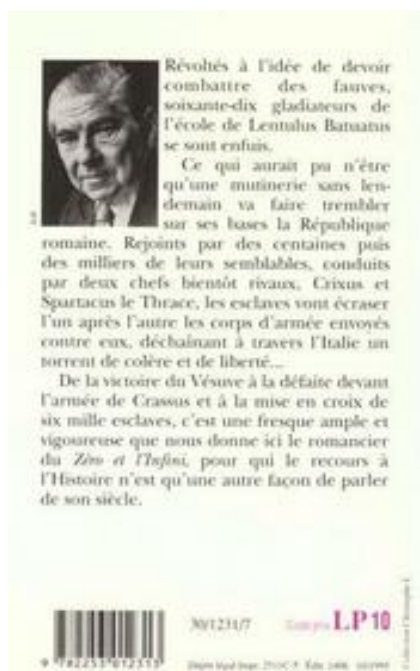 Révoltés à l'idée de devoir
combattre des fauves,
soixante-dix gladiateurs de
l'école de Lentulus Batuatus
se sont enfuis.
Ce qui aurait pu n'être
qu'une mutinerie sans len-
demain va faire trembler
sur ses bases la République
romaine. Rejoints par des centaines puis
des milliers de leurs semblables, conduits
par deux chefs bientôt rivaux, Crixus et
Spartacus le Thrace, les esclaves vont écraser
l'un après l'autre les corps d'armée envoyés
contre eux, déchaînant à travers l'Italie un
torrent de colère et de liberté...
De la victoire du Vésuve à la défaite devant
l'armée de Crassus et à la mise en croix de
six mille esclaves, c'est une fresque ample et
vigoureuse que nous donne ici le romancier
du Zéro et l'Infini, pour qui le recours à
l'Histoire n'est qu'une autre façon de parler
de son siècle.
30/1231/7
LP 10
9 782253 012313